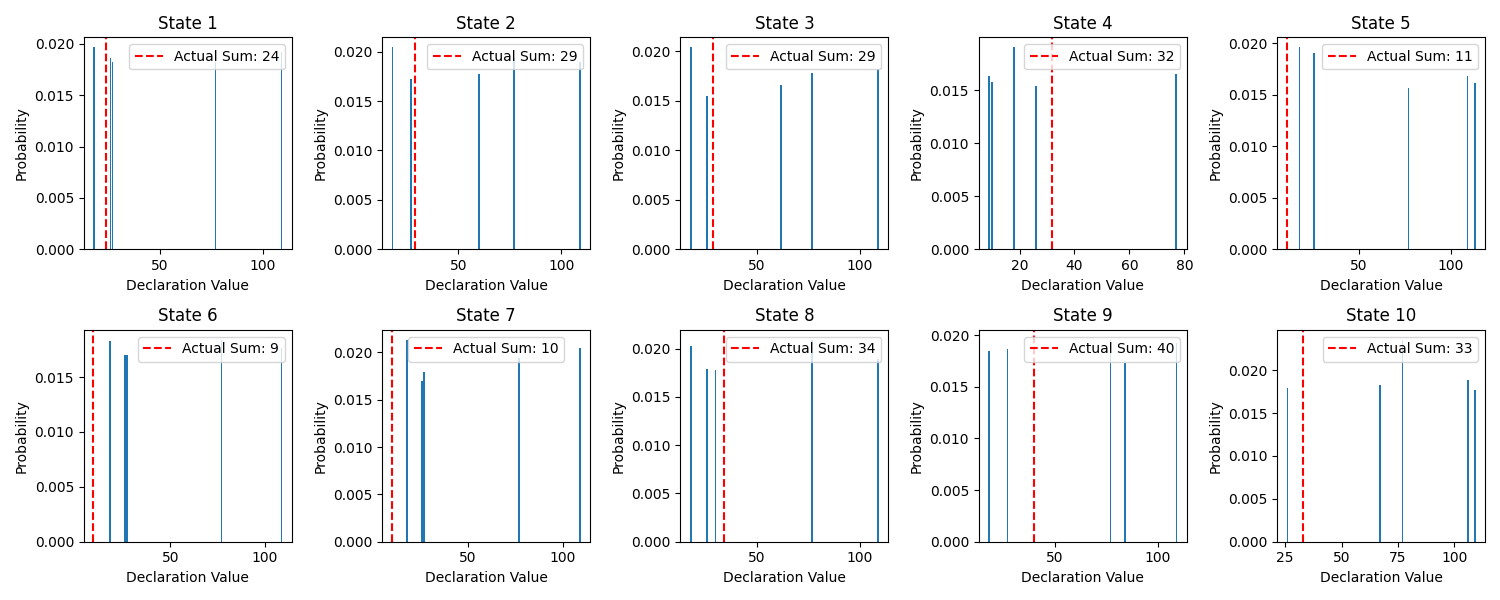 State 1
State 2
State 3
State 4
State 5
Actual Sum: 24
Actual Sum: 29
Actual Sum: 29
Actual Sum: 32
Actual Sum: 11
Probability
0.020
0.015
0.010
0.005
0.000
50
100
Declaration Value
Probability
0.020
0.015
0.010
0.005
0.000
50
100
Declaration Value
Probability
0.020
0.015
0.010
0.005
0.000
50
100
Declaration Value
Probability
0.015
0.010
0.005
0.000
20
40
60
80
Declaration Value
Probability
0.020
0.015
0.010
0.005
0.000
50
100
Declaration Value
State 6
State 7
State 8
State 9
State 10
Actual Sum: 9
Actual Sum: 10
Actual Sum: 34
Actual Sum: 40
Actual Sum: 33
Probability
0.015
0.010
0.005
0.000
50
100
Declaration Value
Probability
0.020
0.015
0.010
0.005
0.000
50
100
Declaration Value
Probability
0.020
0.015
0.010
0.005
0.000
50
100
Declaration Value
Probability
0.020
0.015
0.010
0.005
0.000
50
100
Declaration Value
Probability
0.020
0.015
0.010
0.005
0.000
25
50
75
100
Declaration Value